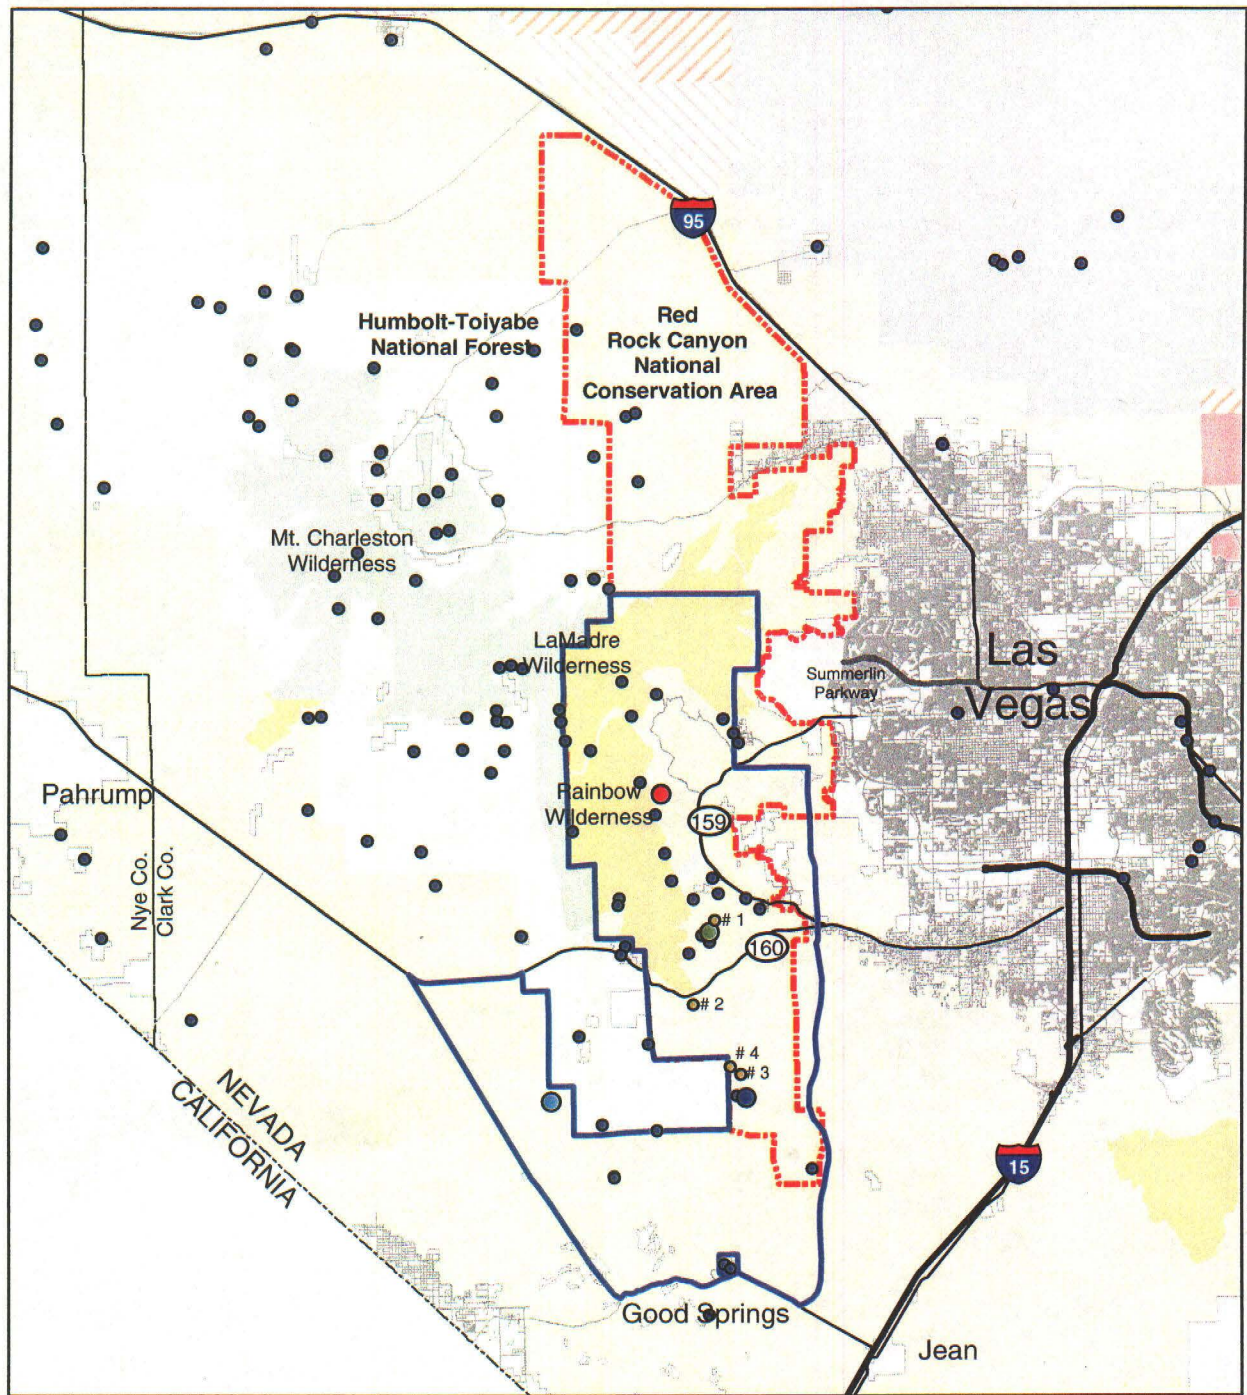 95
Humbolt-Toiyabe
National Forest
Red
Rock Canyon
National
Conservation Area
Mt. Charleston
Wilderness
LaMadre
Wilderness
Las
Vegas
Summerlin
Parkway
Pahrump
Rainbow
Wilderness
159
Nye Co.
Clark Co.
# 1
160
# 2
# 4
# 3
NEVADA
CALIFORNIA
15
Good Springs
Jean